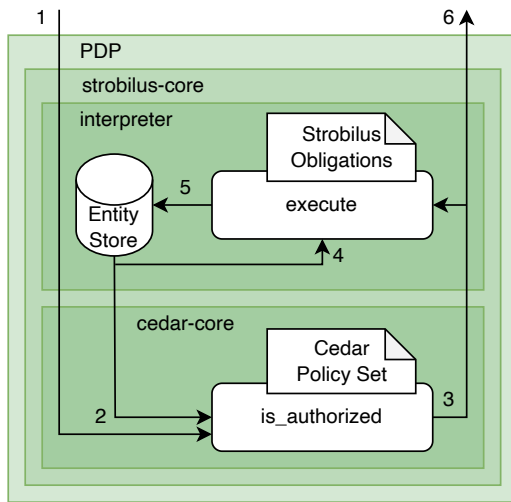 1
6
PDP
strobilus-core
interpreter
Strobilus
Obligations
5
execute
Entity
Store
4
cedar-core
Cedar
Policy Set
2
3
is_authorized